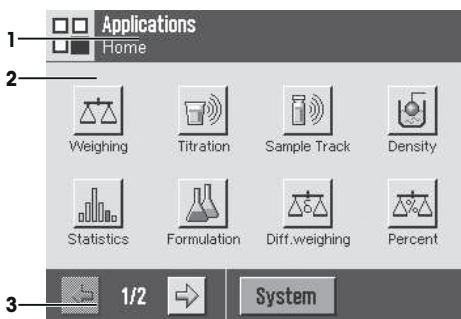 Applications
1
Home
2
Weighing Titration Sample Track Density
Statistics Formulation Diff.weighing Percent
3 1/2 System